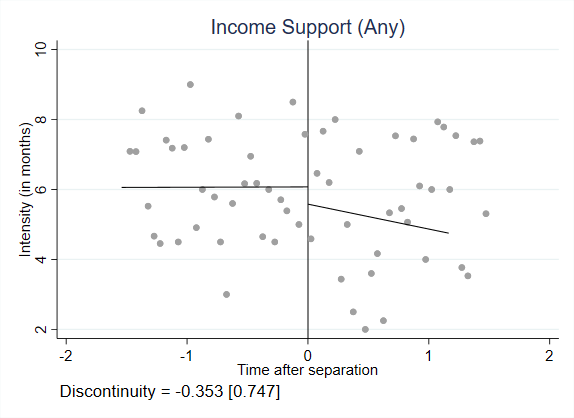 Income Support (Any)
Intensity (in months)
10
8
6
4
2
-2
-1
0
1
2
Time after separation
Discontinuity = -0.353 [0.747]